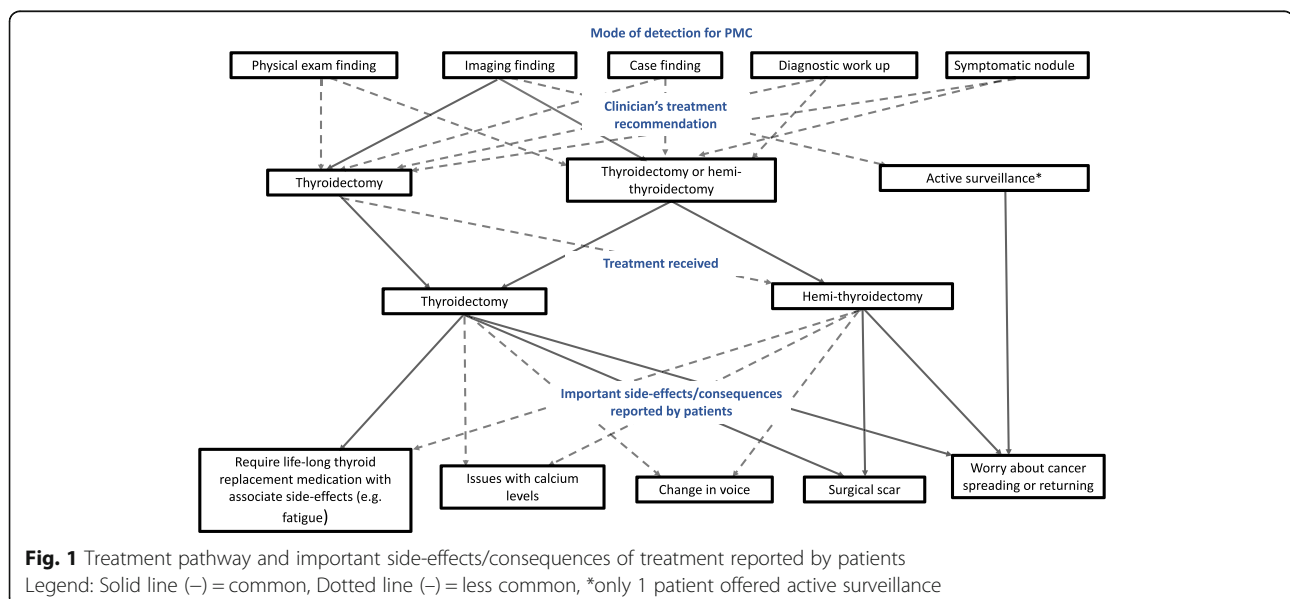 Mode of detection for PMC
Physical exam finding
Imaging finding
Case finding
Diagnostic work up
Symptomatic nodule
Clinician's treatment
recommendation
Thyroidectomy
Thyroidectomy or hemi-
thyroidectomy
Active surveillance*
Treatment received
Thyroidectomy
Hemi-thyroidectomy
Important side-effects/consequences
reported by patients
Require life-long thyroid
replacement medication with
associate side-effects (e.g.
fatigue)
Issues with calcium
levels
Change in voice
Surgical scar
Worry about cancer
spreading or returning
Fig. 1 Treatment pathway and important side-effects/consequences of treatment reported by patients
Legend: Solid line (−) = common, Dotted line (–) = less common, *only 1 patient offered active surveillance